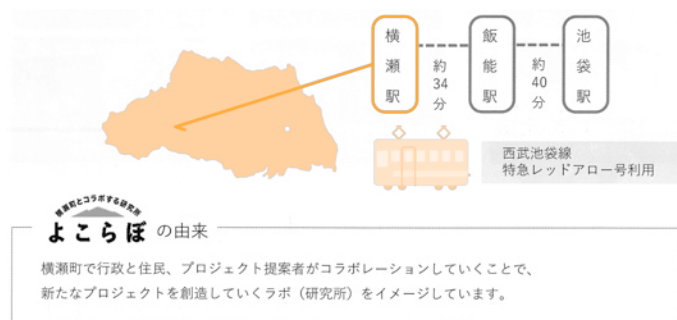 横瀬駅
約34分
飯能駅
約40分
池袋駅
西武池袋線
特急レッドアロー号利用
横瀬町とコラボする研究所
よこらぼ の由来
横瀬町で行政と住民、プロジェクト提案者がコラボレーションしていくことで、
新たなプロジェクトを創造していくラボ（研究所）をイメージしています。